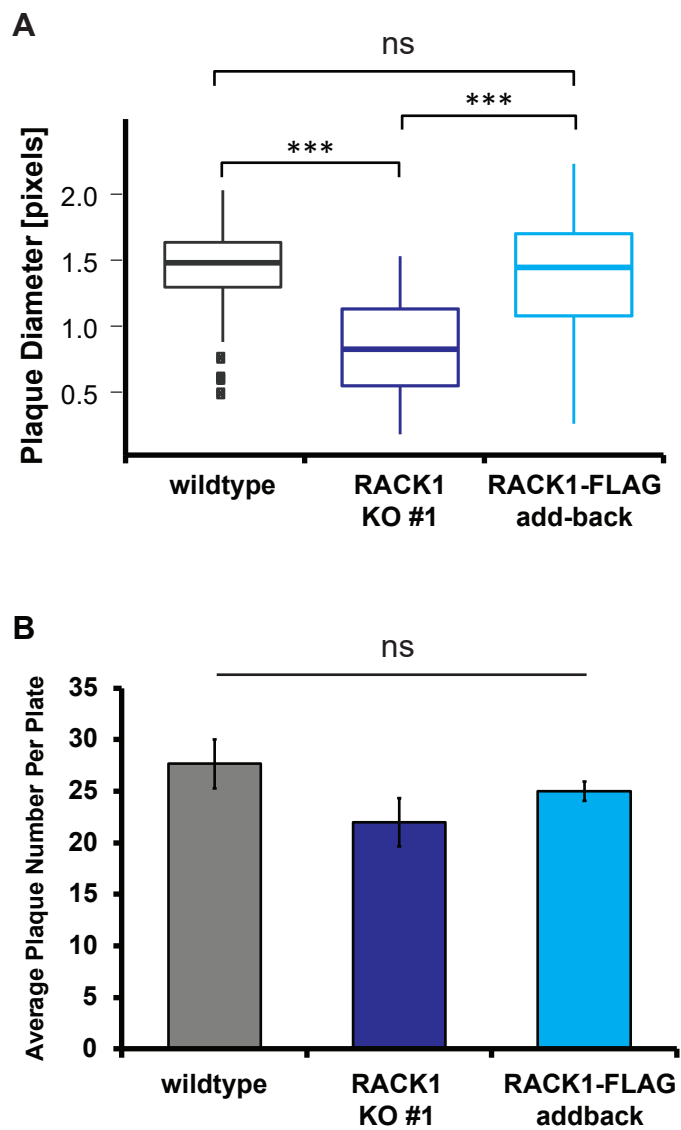 A
ns
***
***
Plaque Diameter [pixels]
2.0
1.5
1.0
0.5
wildtype
RACK1
KO #1
RACK1-FLAG
add-back
B
ns
Average Plaque Number Per Plate
35
30
25
20
15
10
5
0
wildtype
RACK1
KO #1
RACK1-FLAG
addback